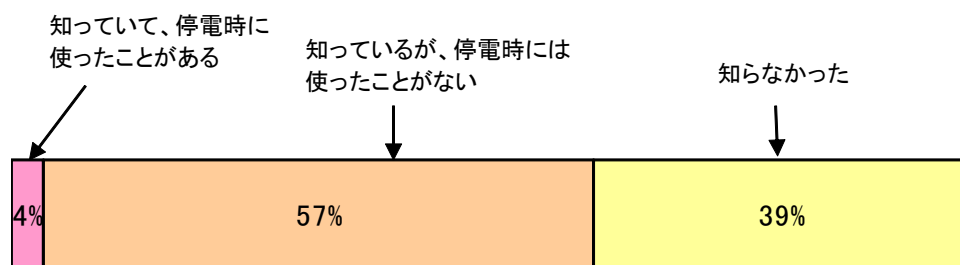 知っていて、停電時に
使ったことがある
知っているが、停電時には
使ったことがない
知らなかった
4%
57%
39%